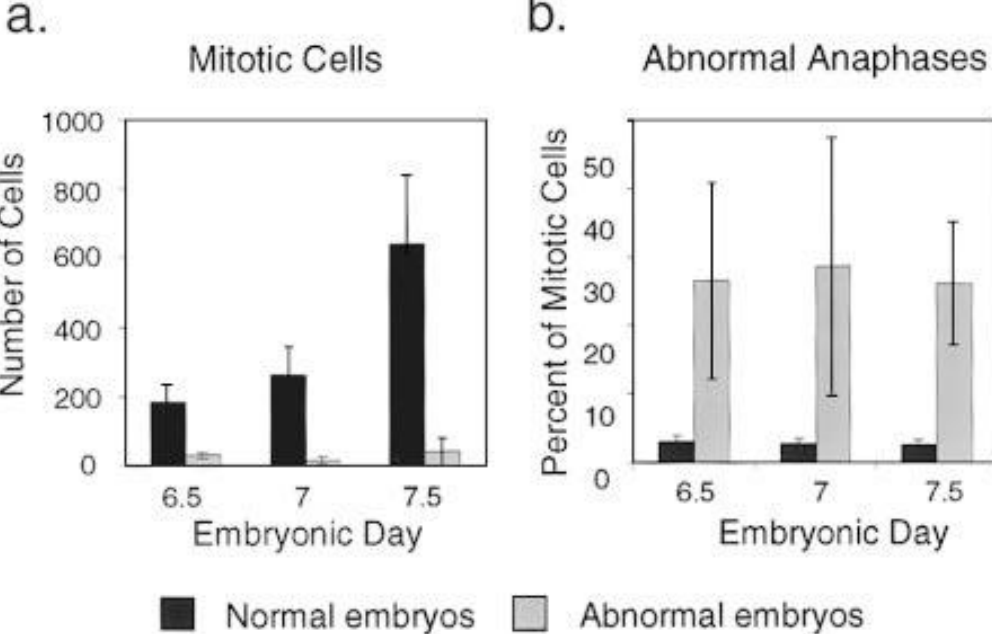 a.
Mitotic Cells
Number of Cells
1000
800
600
400
200
0
6.5 7 7.5
Embryonic Day
b.
Abnormal Anaphases
Percent of Mitotic Cells
50
40
30
20
10
0
6.5 7 7.5
Embryonic Day
Normal embryos Abnormal embryos